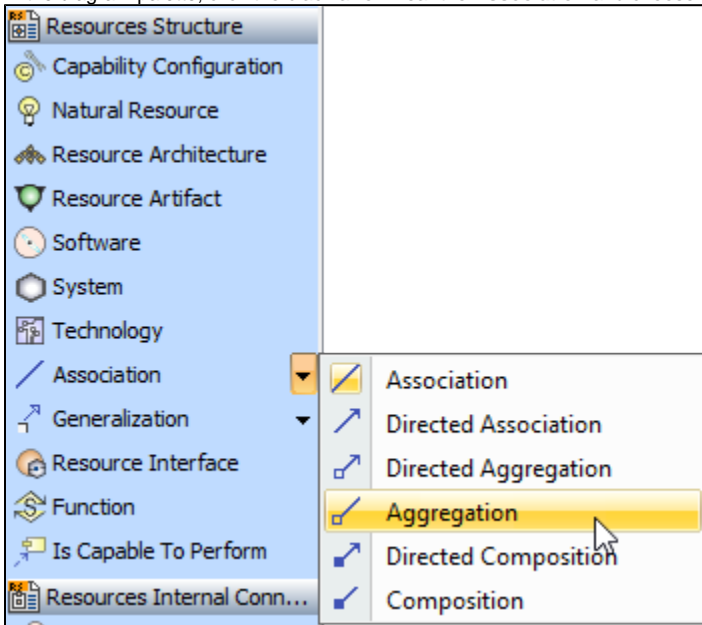 Resources Structure
Capability Configuration
Natural Resource
Resource Architecture
Resource Artifact
Software
System
Technology
Association
Generalization
Resource Interface
Function
Is Capable To Perform
Resources Internal Conn...
Association
Directed Association
Directed Aggregation
Aggregation
Directed Composition
Composition